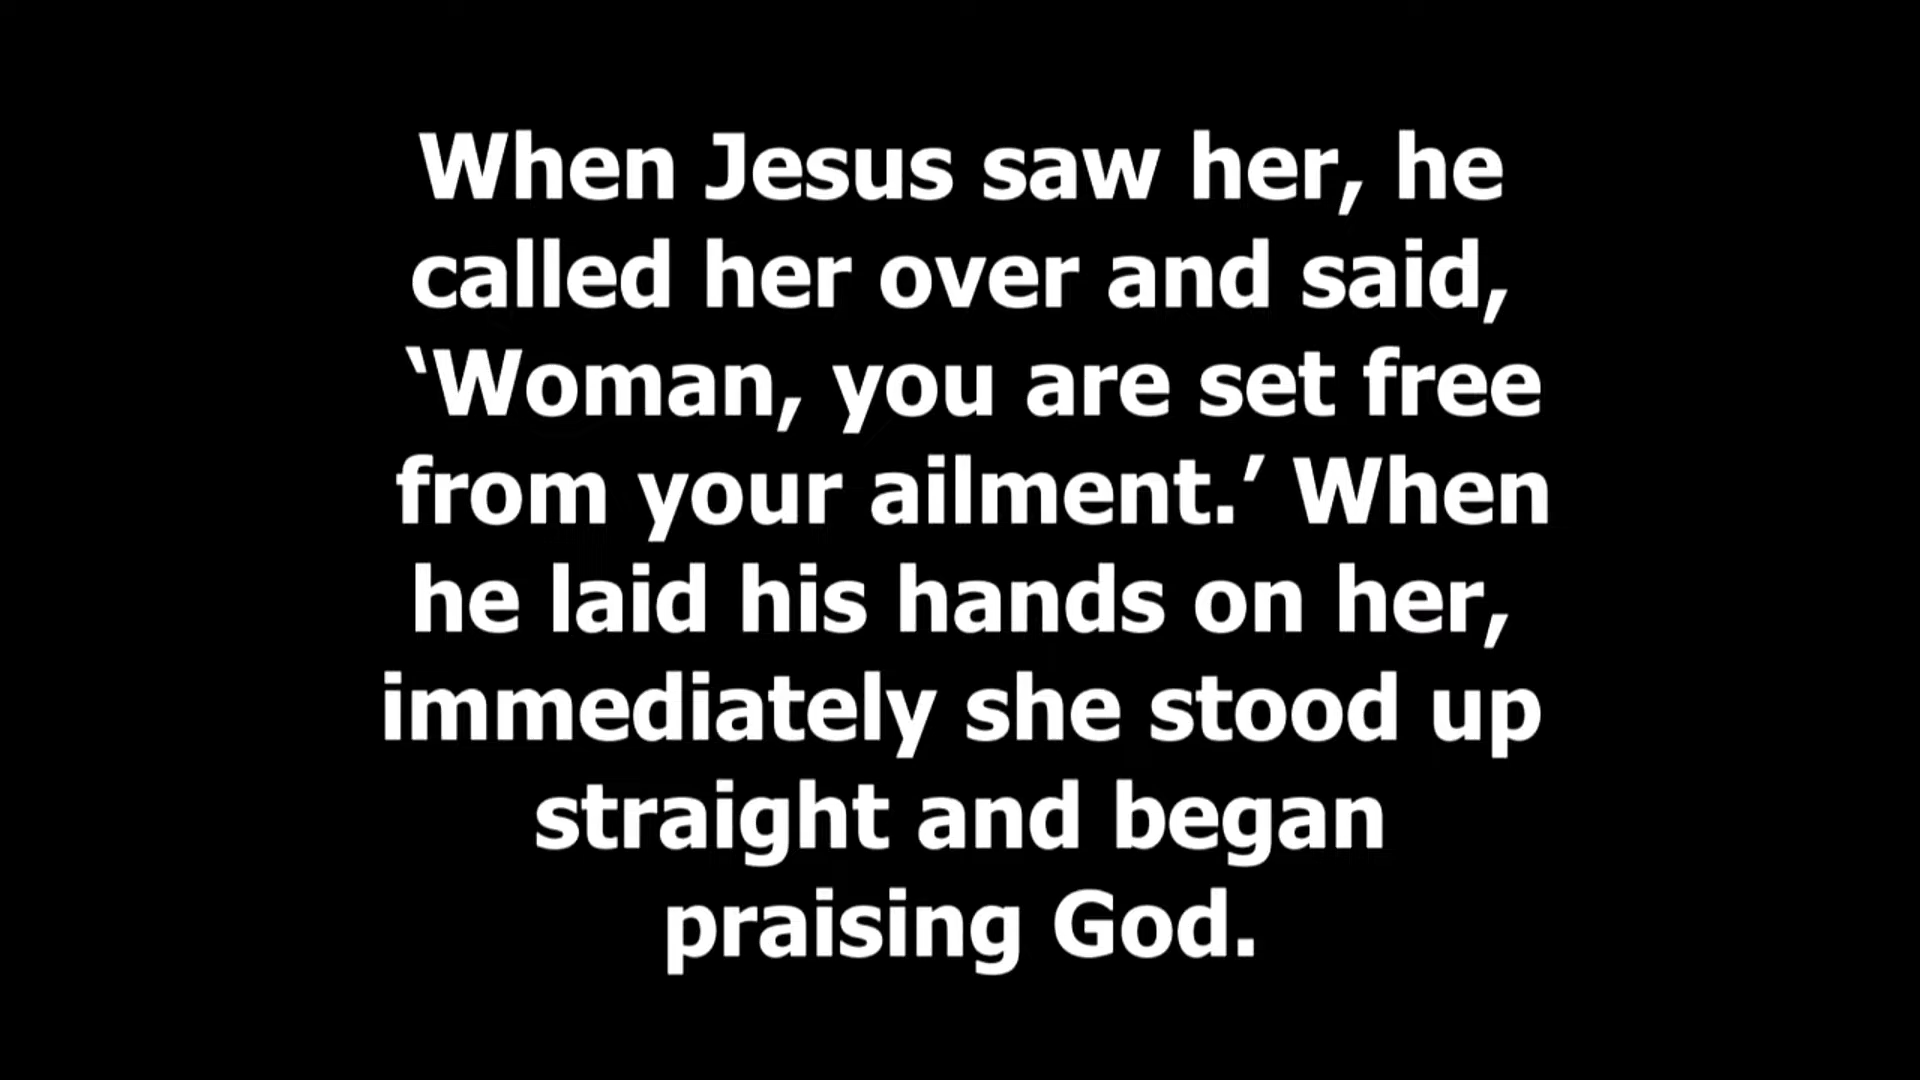 When Jesus saw her, he
called her over and said,
‘Woman, you are set free
from your ailment.’ When
he laid his hands on her,
immediately she stood up
straight and began
praising God.